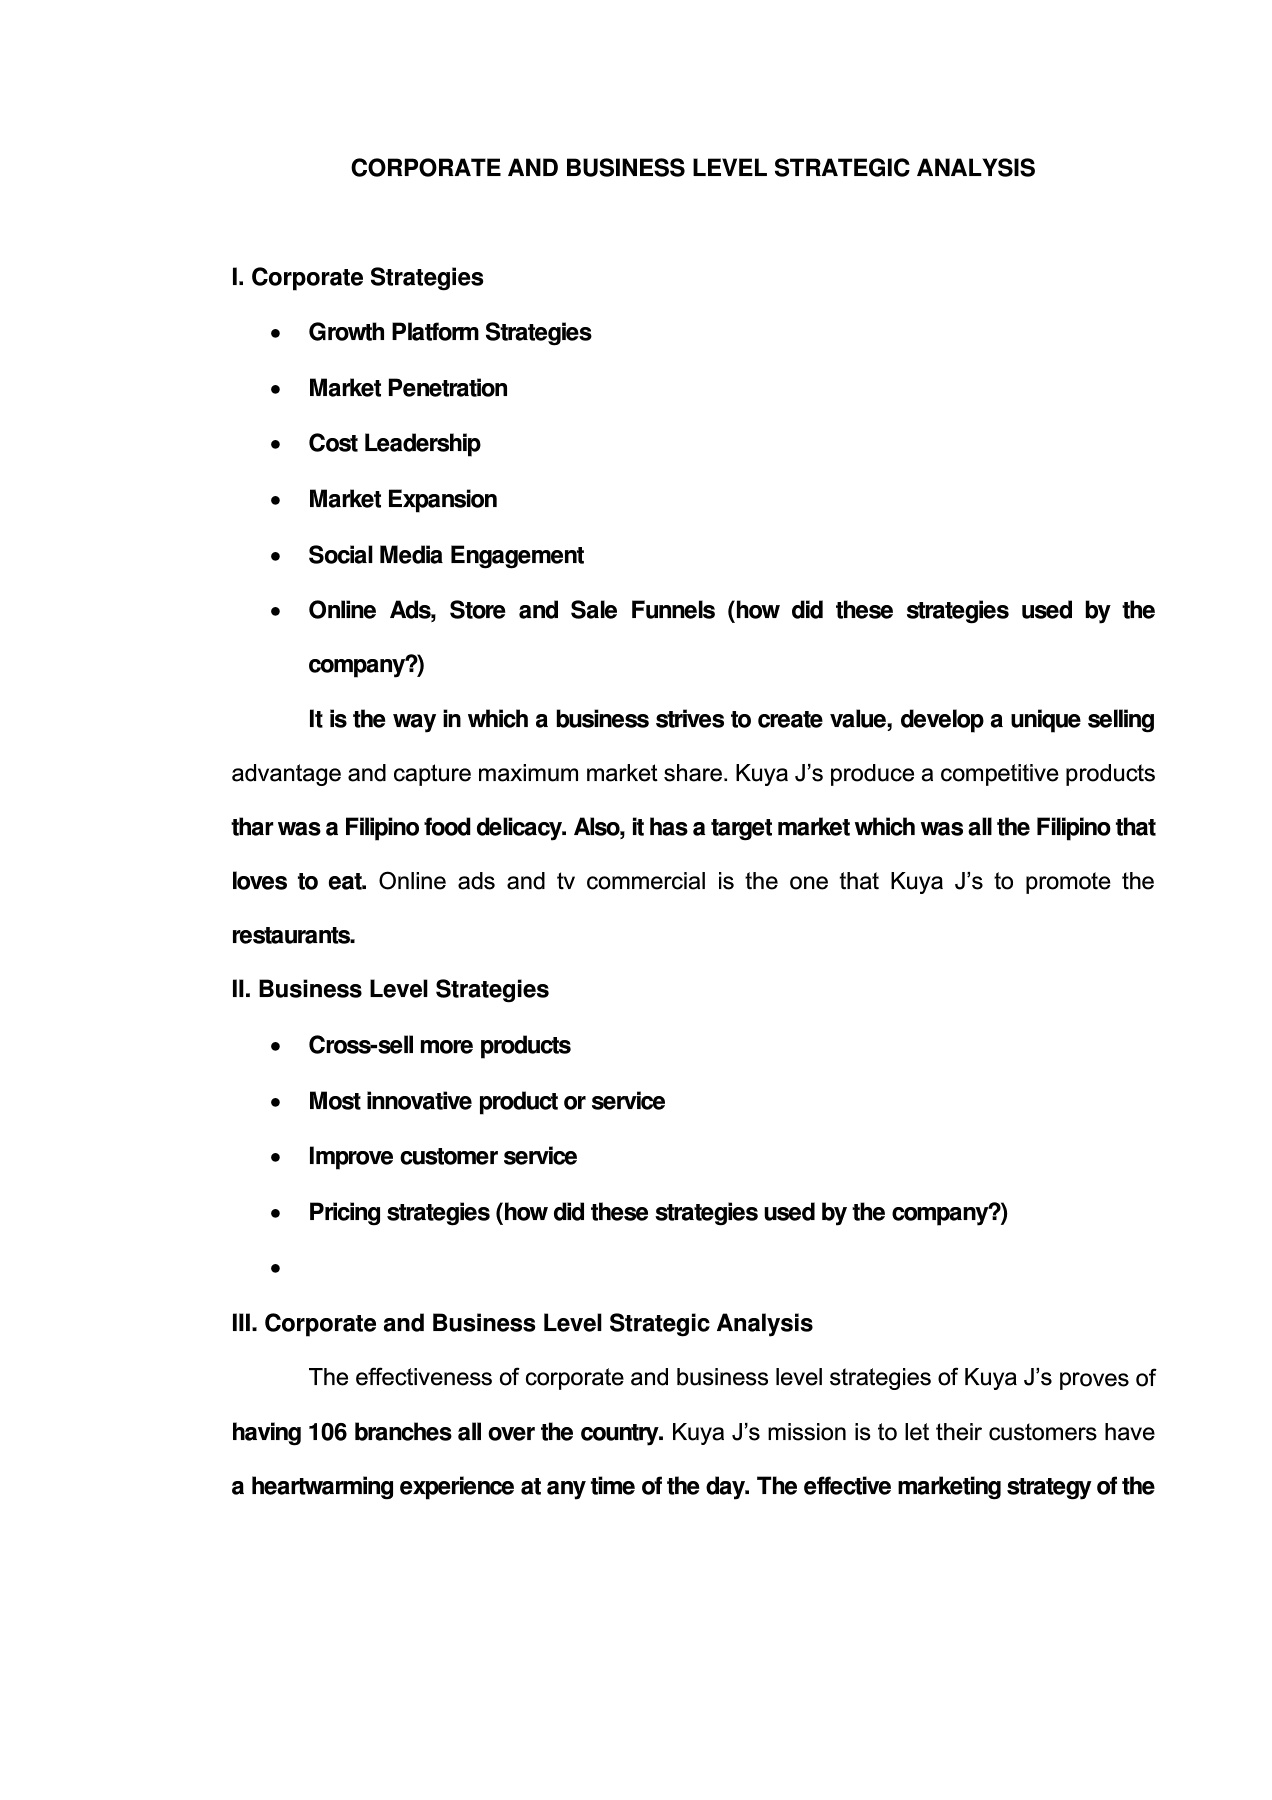 CORPORATE AND BUSINESS LEVEL STRATEGIC ANALYSIS
I. Corporate Strategies
• Growth Platform Strategies
• Market Penetration
• Cost Leadership
• Market Expansion
• Social Media Engagement
• Online Ads, Store and Sale Funnels (how did these strategies used by the
company?)
It is the way in which a business strives to create value, develop a unique selling
advantage and capture maximum market share. Kuya J’s produce a competitive products
thar was a Filipino food delicacy. Also, it has a target market which was all the Filipino that
loves to eat. Online ads and tv commercial is the one that Kuya J’s to promote the
restaurants.
II. Business Level Strategies
• Cross-sell more products
• Most innovative product or service
• Improve customer service
• Pricing strategies (how did these strategies used by the company?)
•
III. Corporate and Business Level Strategic Analysis
The effectiveness of corporate and business level strategies of Kuya J’s proves of
having 106 branches all over the country. Kuya J’s mission is to let their customers have
a heartwarming experience at any time of the day. The effective marketing strategy of the